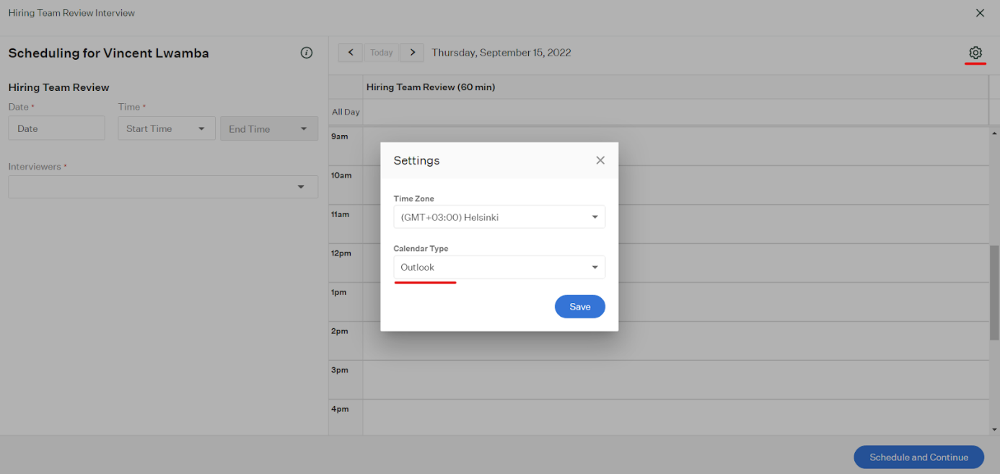 Hiring Team Review Interview
Scheduling for Vincent Lwamba
Hiring Team Review
Date *
Time *
Date
Start Time
End Time
Interviewers *
Today
Thursday, September 15, 2022
Hiring Team Review (60 min)
All Day
9am
10am
11am
12pm
1pm
2pm
3pm
4pm
Settings
Time Zone
(GMT+03:00) Helsinki
Calendar Type
Outlook
Save
Schedule and Continue